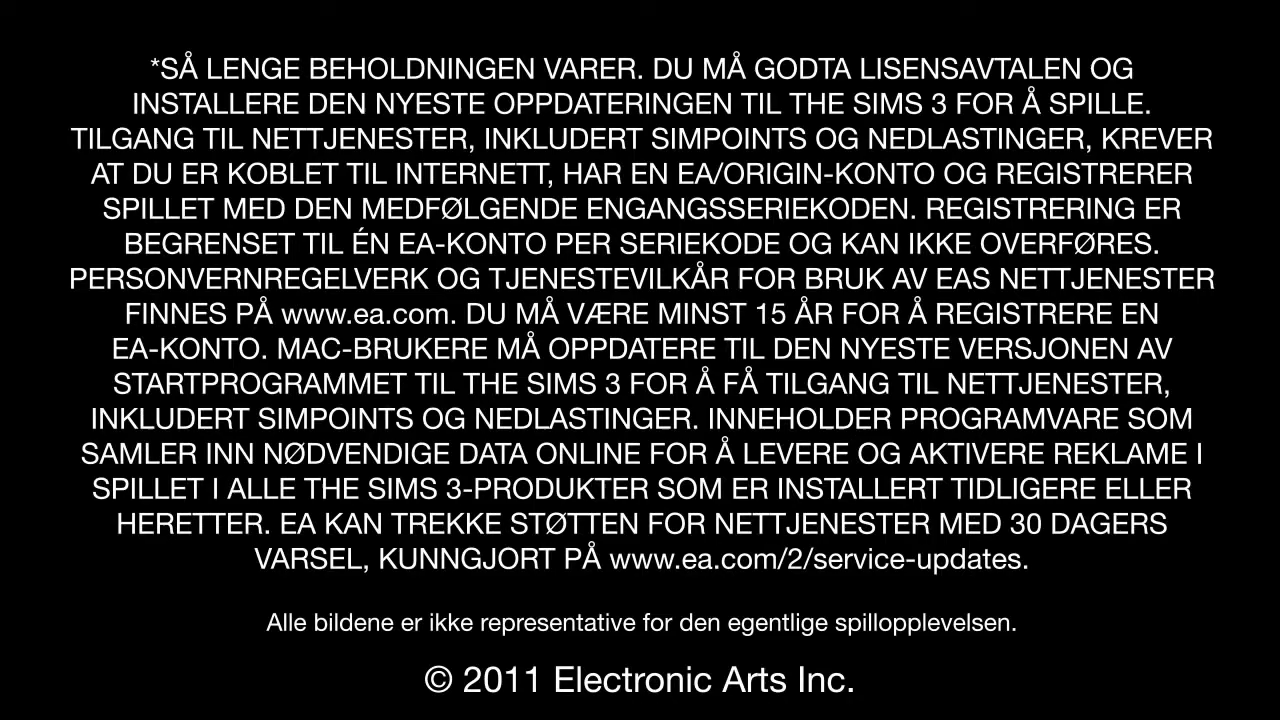 *SÅ LENGE BEHOLDNINGEN VARER. DU MÅ GODTA LISENSAVTALEN OG
INSTALLERE DEN NYESTE OPPDATERINGEN TIL THE SIMS 3 FOR Å SPILLE.
TILGANG TIL NETTJENESTER, INKLUDERT SIMPOINTS OG NEDLASTINGER, KREVER
AT DU ER KOBLET TIL INTERNETT, HAR EN EA/ORIGIN-KONTO OG REGISTRERER
SPILLET MED DEN MEDFØLGENDE ENGANGSSERIEKODEN. REGISTRERING ER
BEGRENSET TIL ÉN EA-KONTO PER SERIEKODE OG KAN IKKE OVERFØRES.
PERSONVERNREGELVERK OG TJENESTEVILKÅR FOR BRUK AV EAS NETTJENESTER
FINNES PÅ www.ea.com. DU MÅ VÆRE MINST 15 ÅR FOR Å REGISTRERE EN
EA-KONTO. MAC-BRUKERE MÅ OPPDATERE TIL DEN NYESTE VERSJONEN AV
STARTPROGRAMMET TIL THE SIMS 3 FOR Å FÅ TILGANG TIL NETTJENESTER,
INKLUDERT SIMPOINTS OG NEDLASTINGER. INNEHOLDER PROGRAMVARE SOM
SAMLER INN NØDVENDIGE DATA ONLINE FOR Å LEVERE OG AKTIVERE REKLAME I
SPILLET I ALLE THE SIMS 3-PRODUKTER SOM ER INSTALLERT TIDLIGERE ELLER
HERETTER. EA KAN TREKKE STØTTEN FOR NETTJENESTER MED 30 DAGERS
VARSEL, KUNNGJORT PÅ www.ea.com/2/service-updates.
Alle bildene er ikke representative for den egentlige spillopplevelsen.
© 2011 Electronic Arts Inc.